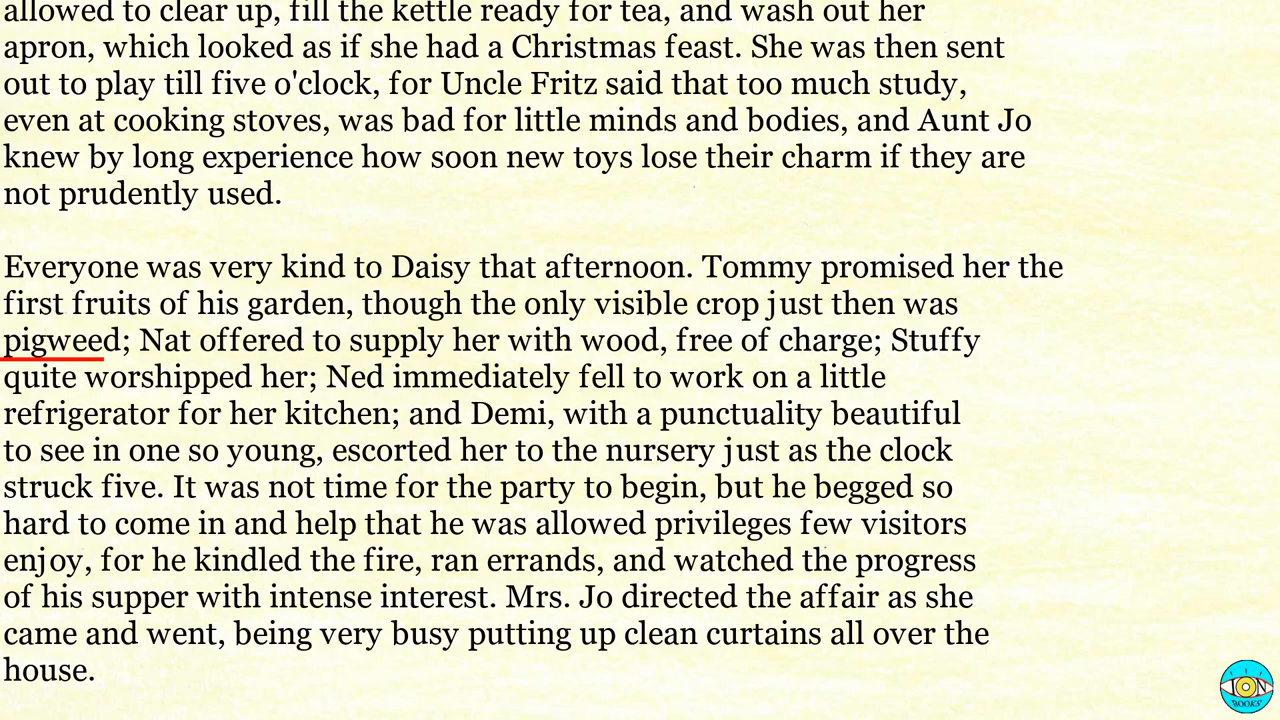 allowed to clear up, fill the kettle ready for tea, and wash out her
apron, which looked as if she had a Christmas feast. She was then sent
out to play till five o'clock, for Uncle Fritz said that too much study,
even at cooking stoves, was bad for little minds and bodies, and Aunt Jo
knew by long experience how soon new toys lose their charm if they are
not prudently used.
Everyone was very kind to Daisy that afternoon. Tommy promised her the
first fruits of his garden, though the only visible crop just then was
pigweed; Nat offered to supply her with wood, free of charge; Stuffy
quite worshipped her; Ned immediately fell to work on a little
refrigerator for her kitchen; and Demi, with a punctuality beautiful
to see in one so young, escorted her to the nursery just as the clock
struck five. It was not time for the party to begin, but he begged so
hard to come in and help that he was allowed privileges few visitors
enjoy, for he kindled the fire, ran errands, and watched the progress
of his supper with intense interest. Mrs. Jo directed the affair as she
came and went, being very busy putting up clean curtains all over the
house.
ION
BOOKS